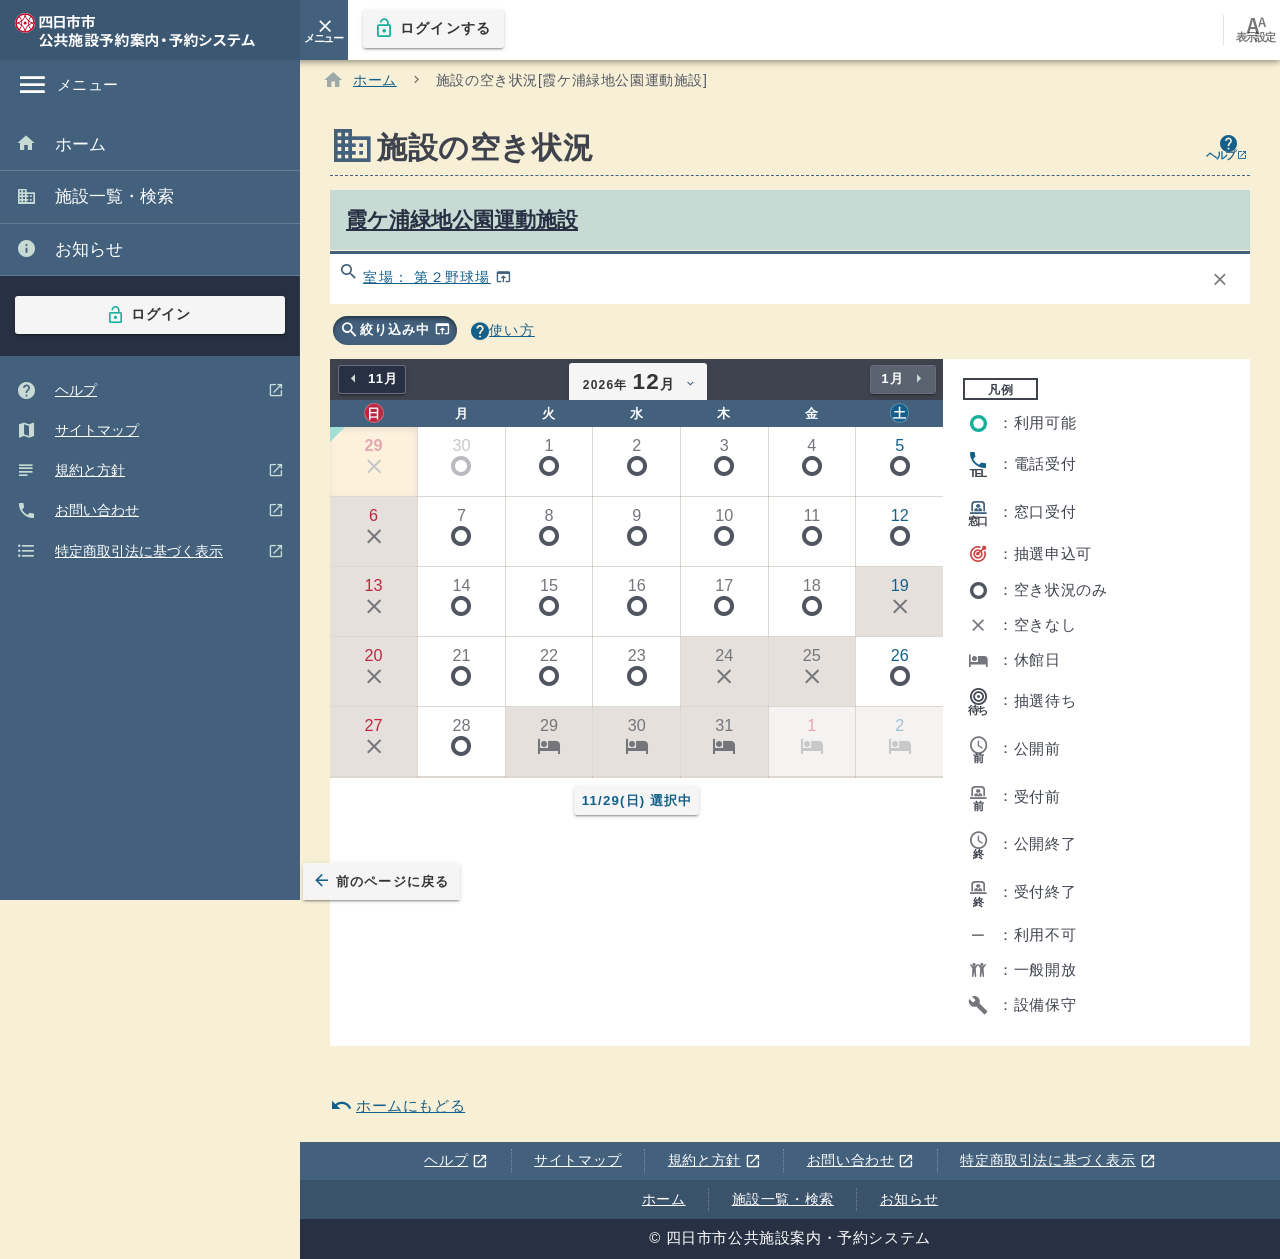 四日市市
公共施設予約案内・予約システム
メニュー
ログインする
表示設定
メニュー
ホーム
施設一覧・検索
お知らせ
ログイン
ヘルプ
サイトマップ
規約と方針
お問い合わせ
特定商取引法に基づく表示
ホーム
施設の空き状況[霞ケ浦緑地公園運動施設]
施設の空き状況
ヘルプ
霞ケ浦緑地公園運動施設
室場： 第２野球場
絞り込み中
使い方
11月
2026年 12月
1月
日 月 火 水 木 金 土
29 30 1 2 3 4 5
6 7 8 9 10 11 12
13 14 15 16 17 18 19
20 21 22 23 24 25 26
27 28 29 30 31 1 2
11/29(日) 選択中
前のページに戻る
凡例
：利用可能
TEL ：電話受付
窓口 ：窓口受付
：抽選申込可
：空き状況のみ
：空きなし
：休館日
待ち ：抽選待ち
前 ：公開前
前 ：受付前
終 ：公開終了
終 ：受付終了
：利用不可
：一般開放
：設備保守
ホームにもどる
ヘルプ
サイトマップ
規約と方針
お問い合わせ
特定商取引法に基づく表示
ホーム
施設一覧・検索
お知らせ
© 四日市市公共施設案内・予約システム